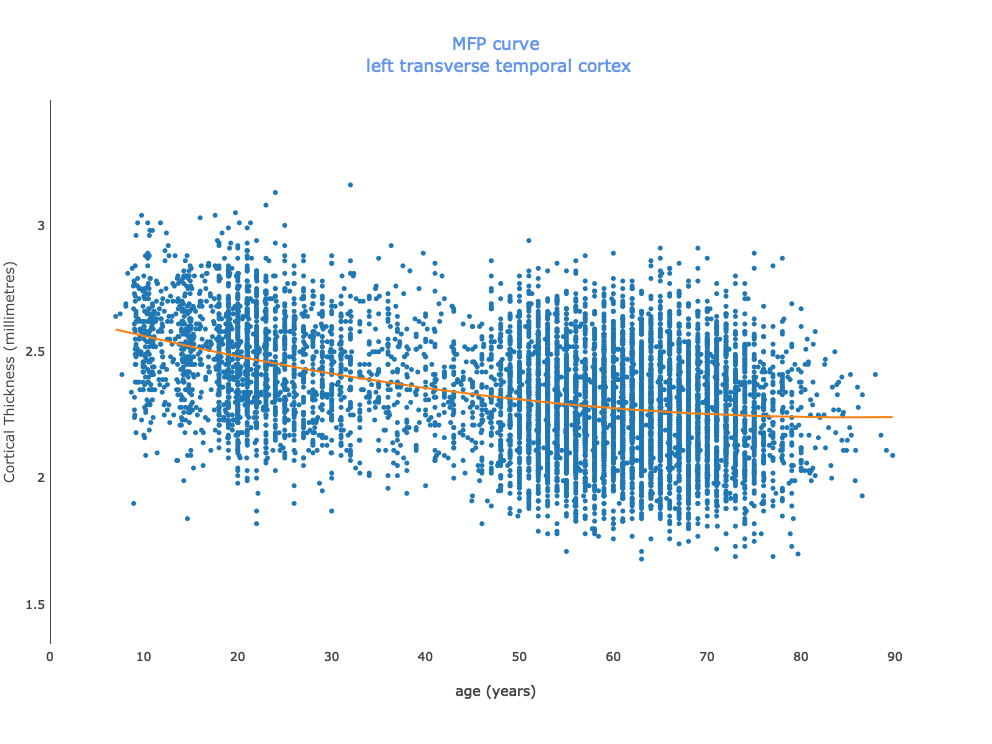 MFP curve
left transverse temporal cortex
Cortical Thickness (millimetres)
3
2.5
2
1.5
0 10 20 30 40 50 60 70 80 90
age (years)